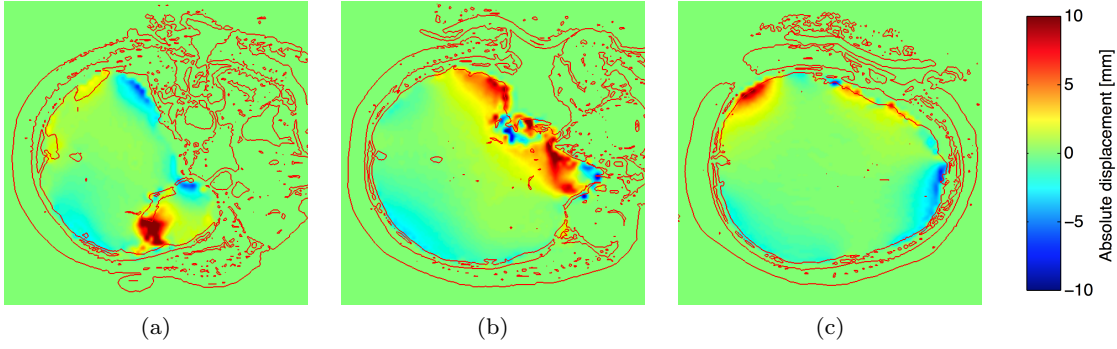 10
5
0
−5
−10
Absolute displacement [mm]
(a)
(b)
(c)